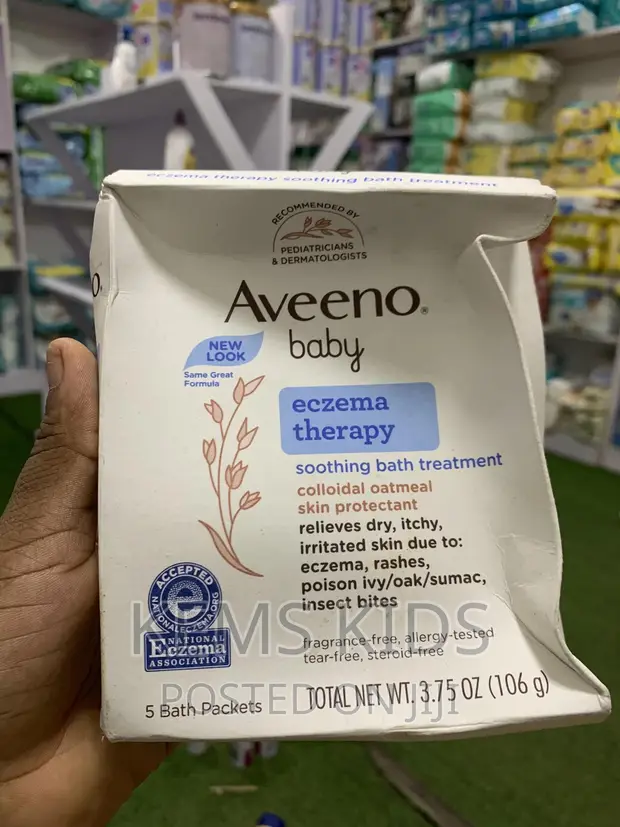 eczema therapy soothing bath treatment
RECOMMENDED BY
PEDIATRICIANS
& DERMATOLOGISTS
Aveeno®
baby
NEW
LOOK
Same Great
Formula
eczema
therapy
soothing bath treatment
colloidal oatmeal
skin protectant
relieves dry, itchy,
irritated skin due to:
eczema, rashes,
poison ivy/oak/sumac,
insect bites
ACCEPTED
NATIONALECZEMA.ORG
NATIONAL
Eczema
ASSOCIATION
KEMS KIDS
fragrance-free, allergy-tested
tear-free, steroid-free
POSTED ON JIJI
5 Bath Packets
TOTAL NET WT. 3.75 OZ (106 g)